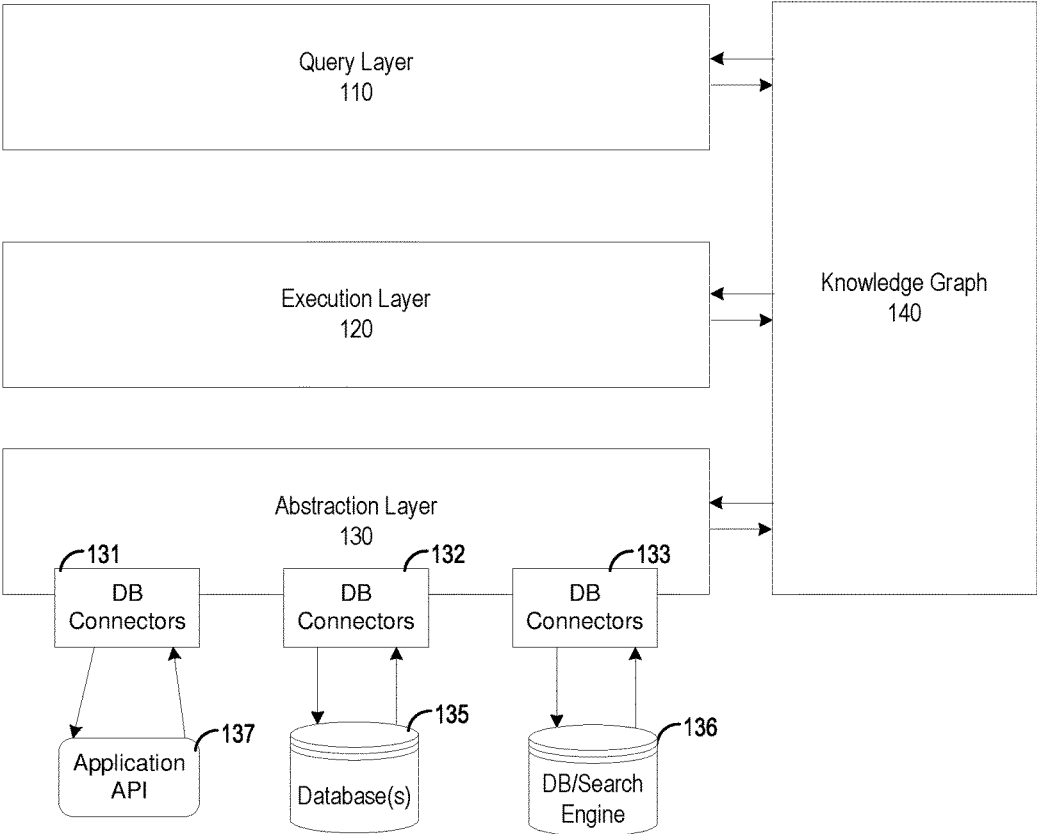 Query Layer
110
Knowledge Graph
140
Execution Layer
120
Abstraction Layer
130
131
DB
Connectors
132
DB
Connectors
133
DB
Connectors
137
Application
API
135
Database(s)
136
DB/Search
Engine